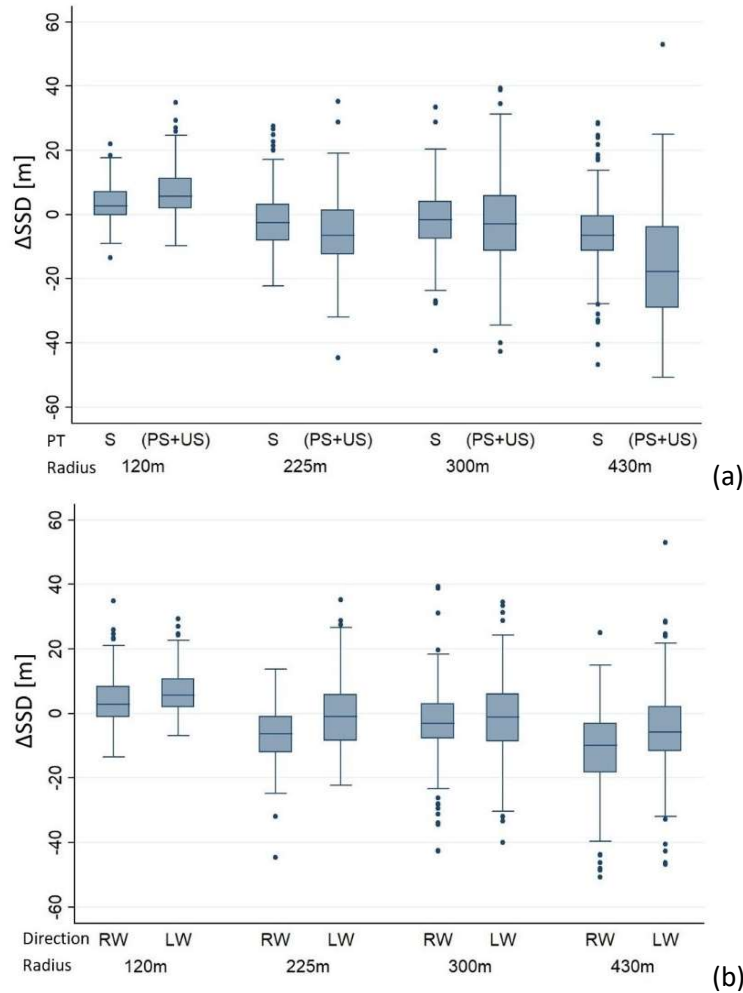 60
40
20
0
-20
-40
-60
ΔSSD [m]
PT S (PS+US) S (PS+US) S (PS+US) S (PS+US)
Radius 120m 225m 300m 430m
(a)
60
40
20
0
-20
-40
-60
ΔSSD [m]
Direction RW LW RW LW RW LW RW LW
Radius 120m 225m 300m 430m
(b)